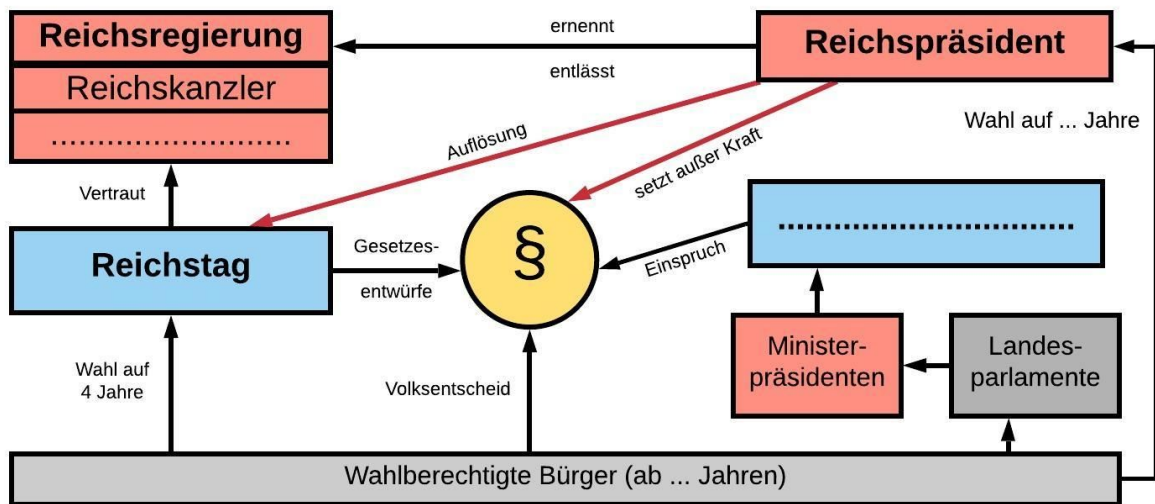 Reichsregierung
Reichskanzler
..........................
ernennt
entlässt
Reichspräsident
Wahl auf ... Jahre
Auflösung
setzt außer Kraft
Vertraut
Reichstag
Gesetzes-
entwürfe
§
Einspruch
................................
Minister-
präsidenten
Landes-
parlamente
Wahl auf
4 Jahre
Volksentscheid
Wahlberechtigte Bürger (ab ... Jahren)